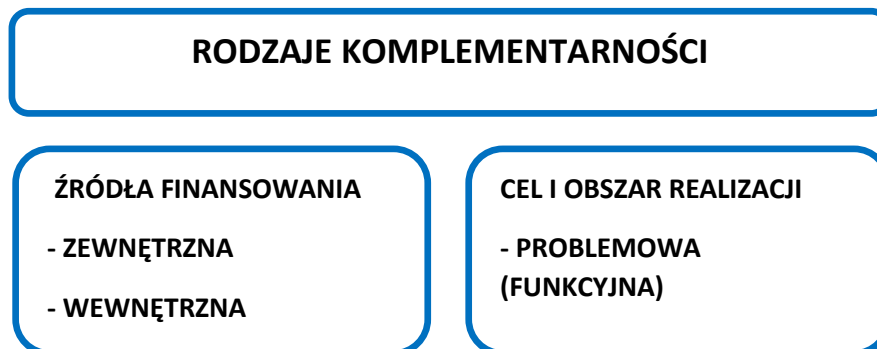 RODZAJE KOMPLEMENTARNOŚCI
ŹRÓDŁA FINANSOWANIA
- ZEWNĘTRZNA
- WEWNĘTRZNA
CEL I OBSZAR REALIZACJI
- PROBLEMOWA
(FUNKCYJNA)